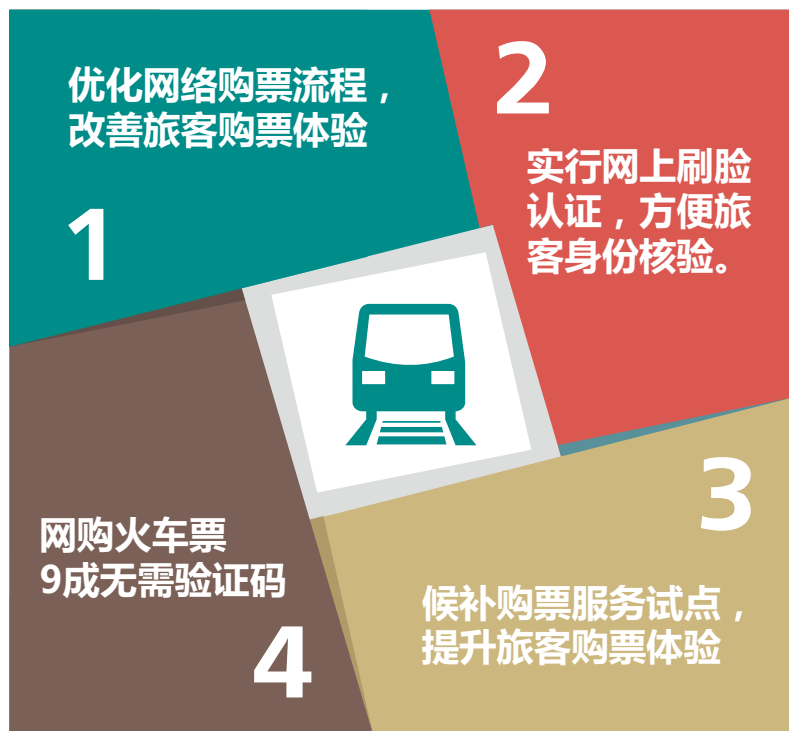 优化网络购票流程，
改善旅客购票体验
1
2
实行网上刷脸
认证，方便旅
客身份核验。
3
候补购票服务试点，
提升旅客购票体验
网购火车票
9成无需验证码
4